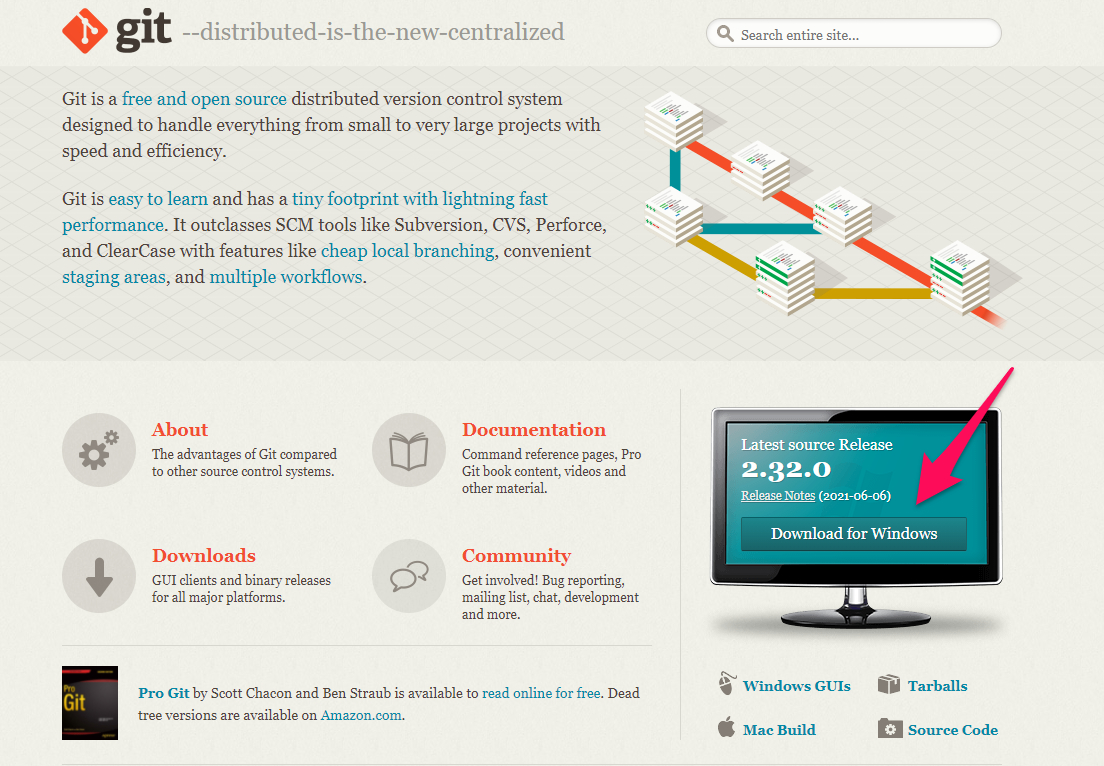 git --distributed-is-the-new-centralized
Search entire site...
Git is a free and open source distributed version control system
designed to handle everything from small to very large projects with
speed and efficiency.
Git is easy to learn and has a tiny footprint with lightning fast
performance. It outclasses SCM tools like Subversion, CVS, Perforce,
and ClearCase with features like cheap local branching, convenient
staging areas, and multiple workflows.
About
The advantages of Git compared
to other source control systems.
Documentation
Command reference pages, Pro
Git book content, videos and
other material.
Downloads
GUI clients and binary releases
for all major platforms.
Community
Get involved! Bug reporting,
mailing list, chat, development
and more.
Pro
Git
Pro Git by Scott Chacon and Ben Straub is available to read online for free. Dead
tree versions are available on Amazon.com.
Latest source Release
2.32.0
Release Notes (2021-06-06)
Download for Windows
Windows GUIs
Tarballs
Mac Build
Source Code